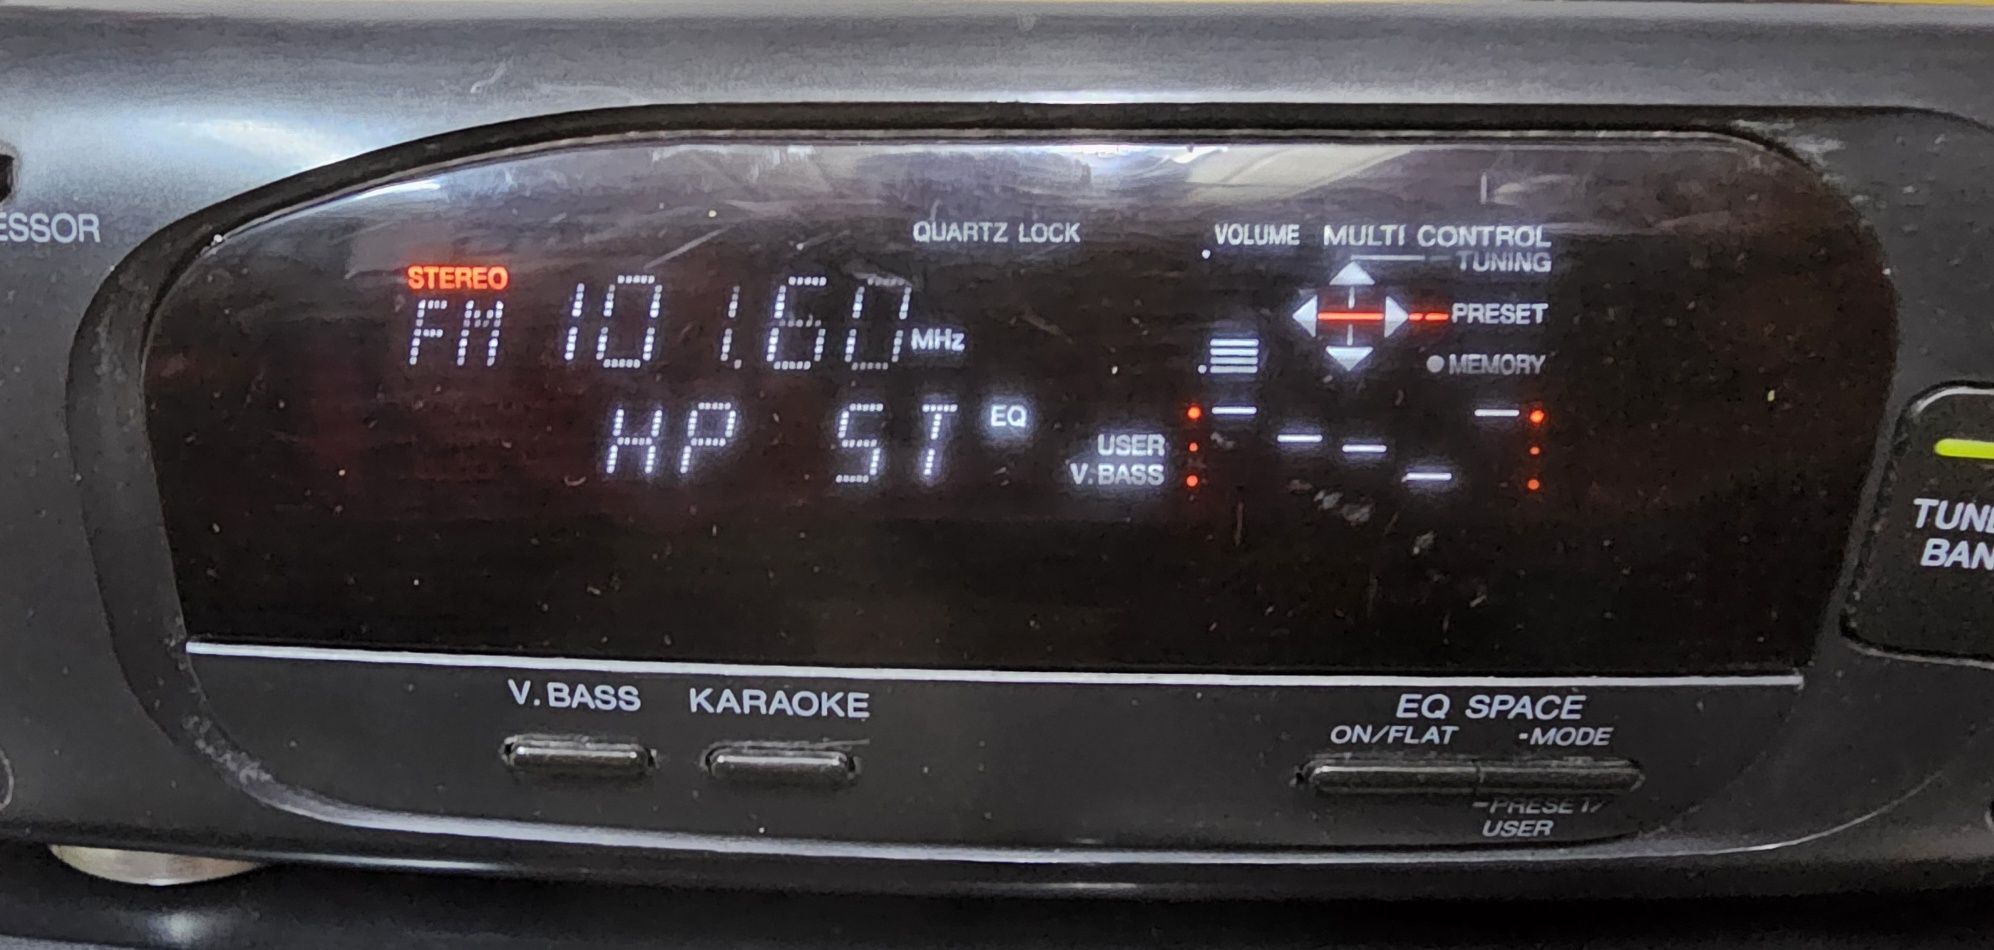 ESSOR
QUARTZ LOCK
VOLUME MULTI CONTROL
TUNING
STEREO
FM 101.60 MHz
PRESET
MEMORY
HP ST EQ
USER
V.BASS
TUNE
BAN
V.BASS KARAOKE
EQ SPACE
ON/FLAT -MODE
-PRESET/
USER